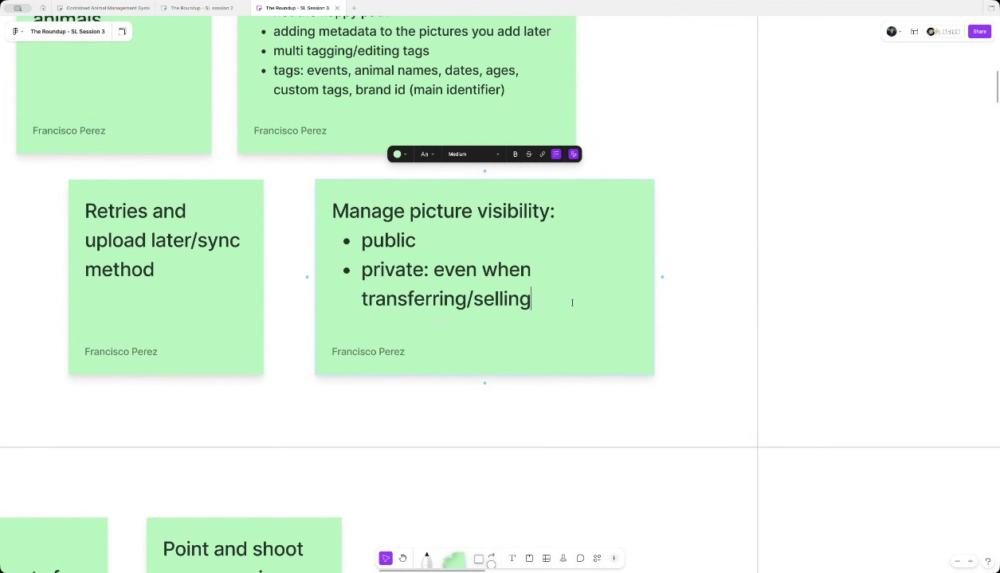 Contained Animal Management Syst
The Roundup - SL session 2
The Roundup - SL Session 3
The Roundup - SL Session 3
Share
animals
adding metadata to the pictures you add later
multi tagging/editing tags
tags: events, animal names, dates, ages,
custom tags, brand id (main identifier)
Francisco Perez
Francisco Perez
Aa
Medium
B
S
Retries and
upload later/sync
method
Francisco Perez
Manage picture visibility:
public
private: even when
transferring/selling
Francisco Perez
Point and shoot
T
?